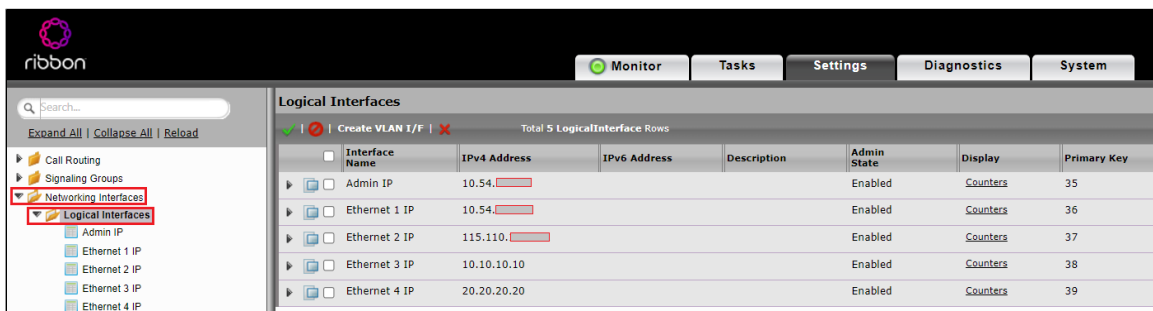 ribbon
Monitor Tasks Settings Diagnostics System
Search...
Expand All | Collapse All | Reload
Call Routing
Signaling Groups
Networking Interfaces
Logical Interfaces
Admin IP
Ethernet 1 IP
Ethernet 2 IP
Ethernet 3 IP
Ethernet 4 IP
Logical Interfaces
| | Create VLAN I/F | Total 5 LogicalInterface Rows
Interface Name IPv4 Address IPv6 Address Description Admin State Display Primary Key
Admin IP 10.54. Enabled Counters 35
Ethernet 1 IP 10.54. Enabled Counters 36
Ethernet 2 IP 115.110. Enabled Counters 37
Ethernet 3 IP 10.10.10.10 Enabled Counters 38
Ethernet 4 IP 20.20.20.20 Enabled Counters 39